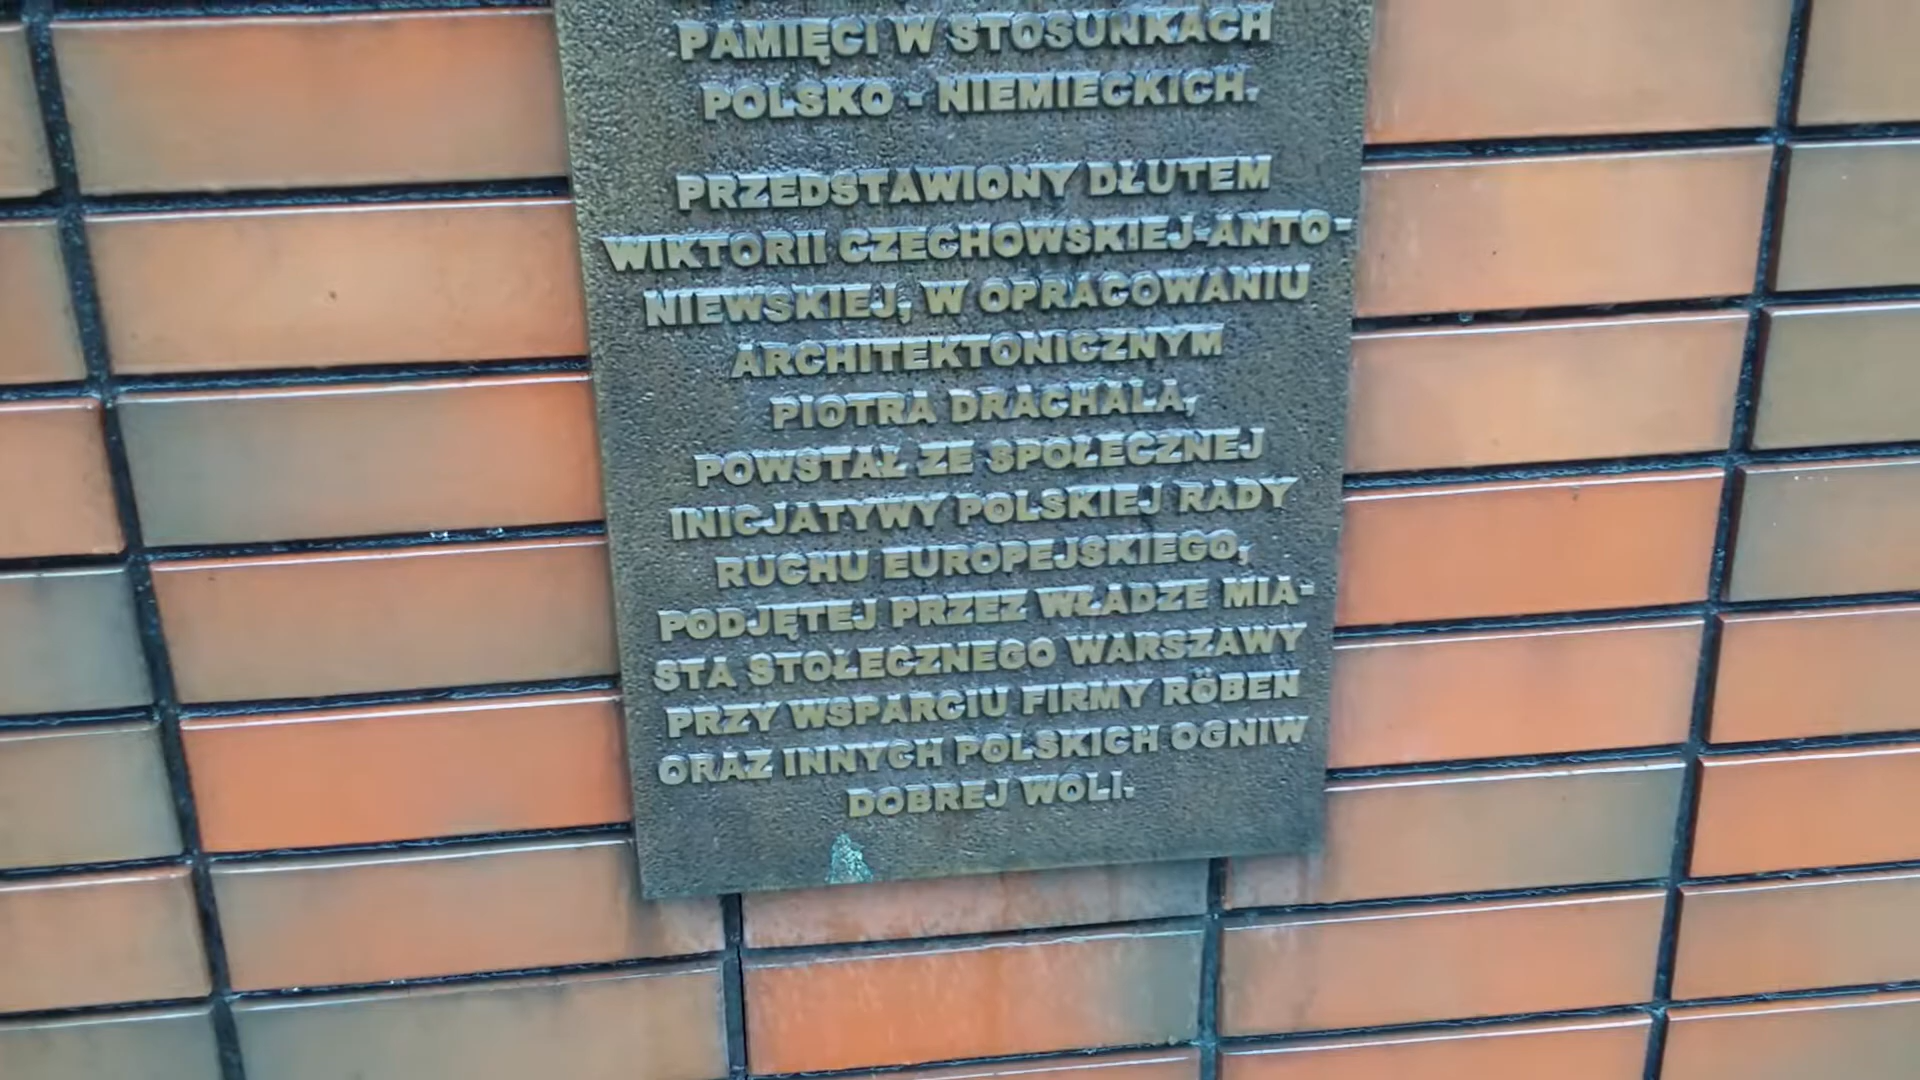 PAMIĘCI W STOSUNKACH
POLSKO - NIEMIECKICH.
PRZEDSTAWIONY DŁUTEM
WIKTORII CZECHOWSKIEJ-ANTO-
NIEWSKIEJ, W OPRACOWANIU
ARCHITEKTONICZNYM
PIOTRA DRACHALA,
POWSTAŁ ZE SPOŁECZNEJ
INICJATYWY POLSKIEJ RADY
RUCHU EUROPEJSKIEGO,
PODJĘTEJ PRZEZ WŁADZE MIA-
STA STOŁECZNEGO WARSZAWY
PRZY WSPARCIU FIRMY RÖBEN
ORAZ INNYCH POLSKICH OGNIW
DOBREJ WOLI.